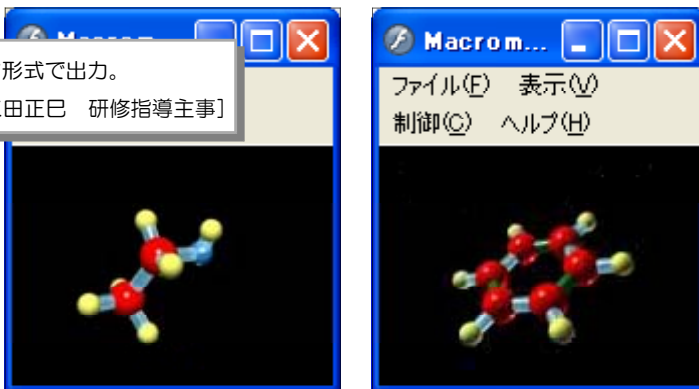 形式で出力。
田正巳 研修指導主事]
Macrom...
ファイル(F) 表示(V)
制御(C) ヘルプ(H)